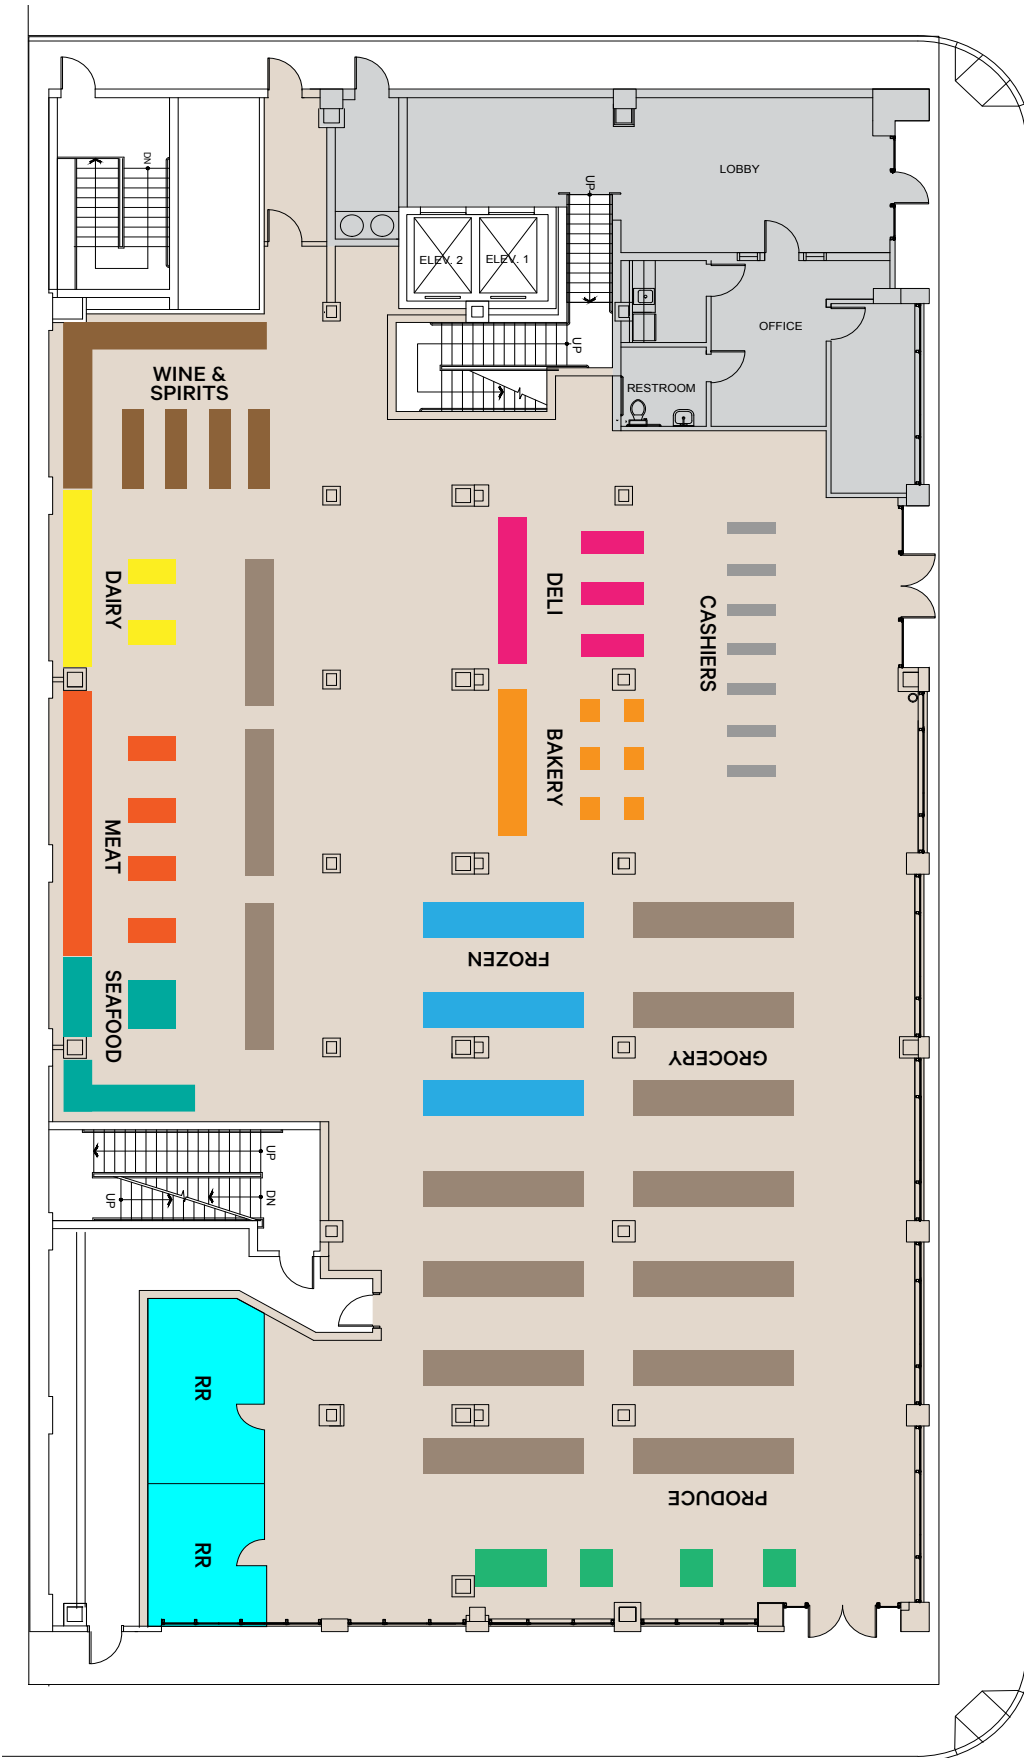 DN
LOBBY
UP
ELEV. 2
ELEV. 1
OFFICE
UP
WINE &
SPIRITS
RESTROOM
DAIRY
DELI
CASHIERS
BAKERY
MEAT
FROZEN
SEAFOOD
GROCERY
UP
DN
UP
RR
PRODUCE
RR